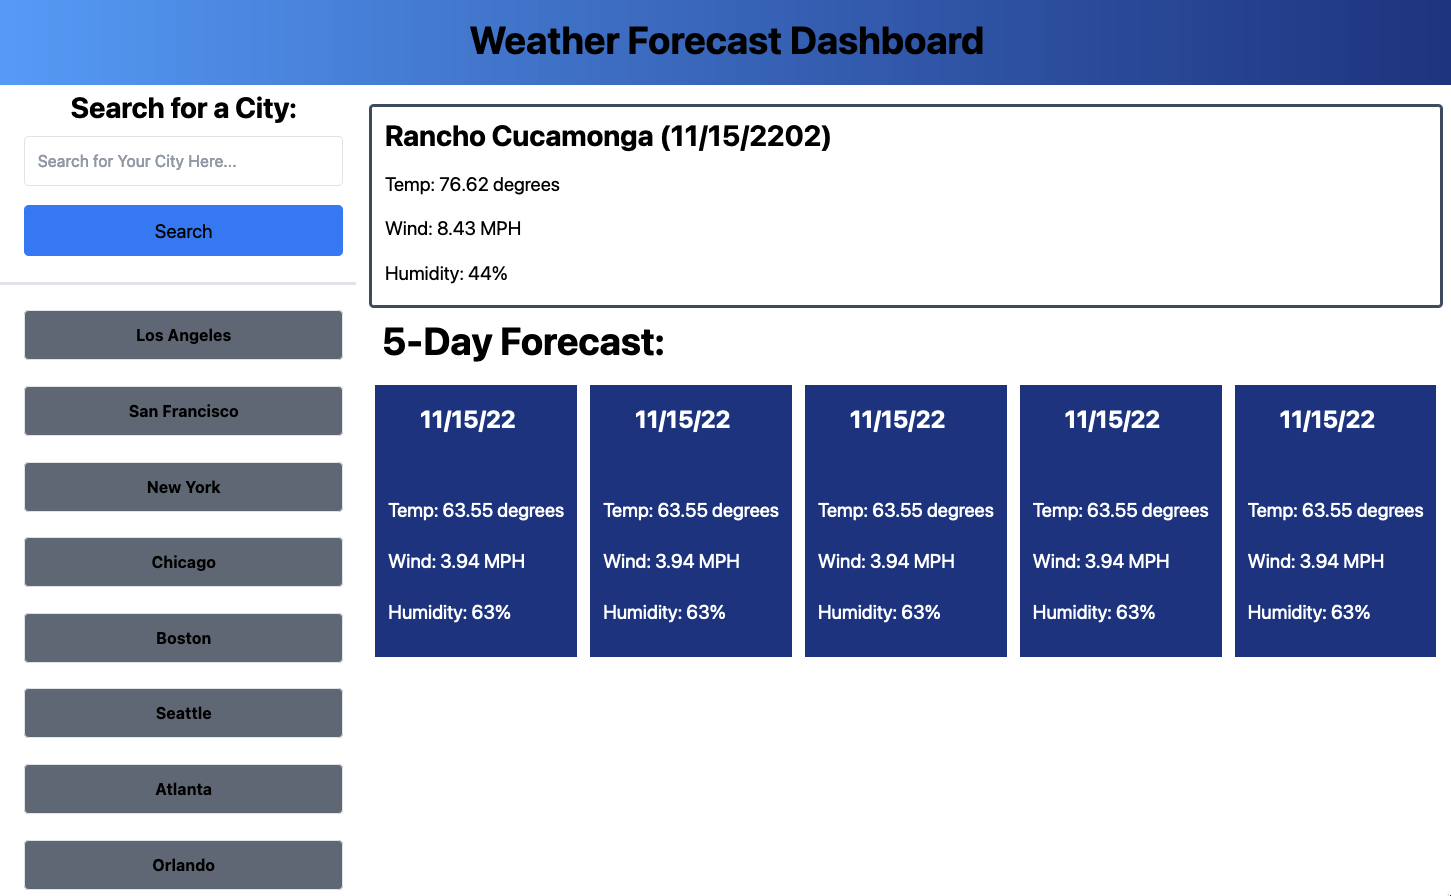 Weather Forecast Dashboard
Search for a City:
Search for Your City Here...
Search
Los Angeles
San Francisco
New York
Chicago
Boston
Seattle
Atlanta
Orlando
Rancho Cucamonga (11/15/2202)
Temp: 76.62 degrees
Wind: 8.43 MPH
Humidity: 44%
5-Day Forecast:
11/15/22
Temp: 63.55 degrees
Wind: 3.94 MPH
Humidity: 63%
11/15/22
Temp: 63.55 degrees
Wind: 3.94 MPH
Humidity: 63%
11/15/22
Temp: 63.55 degrees
Wind: 3.94 MPH
Humidity: 63%
11/15/22
Temp: 63.55 degrees
Wind: 3.94 MPH
Humidity: 63%
11/15/22
Temp: 63.55 degrees
Wind: 3.94 MPH
Humidity: 63%